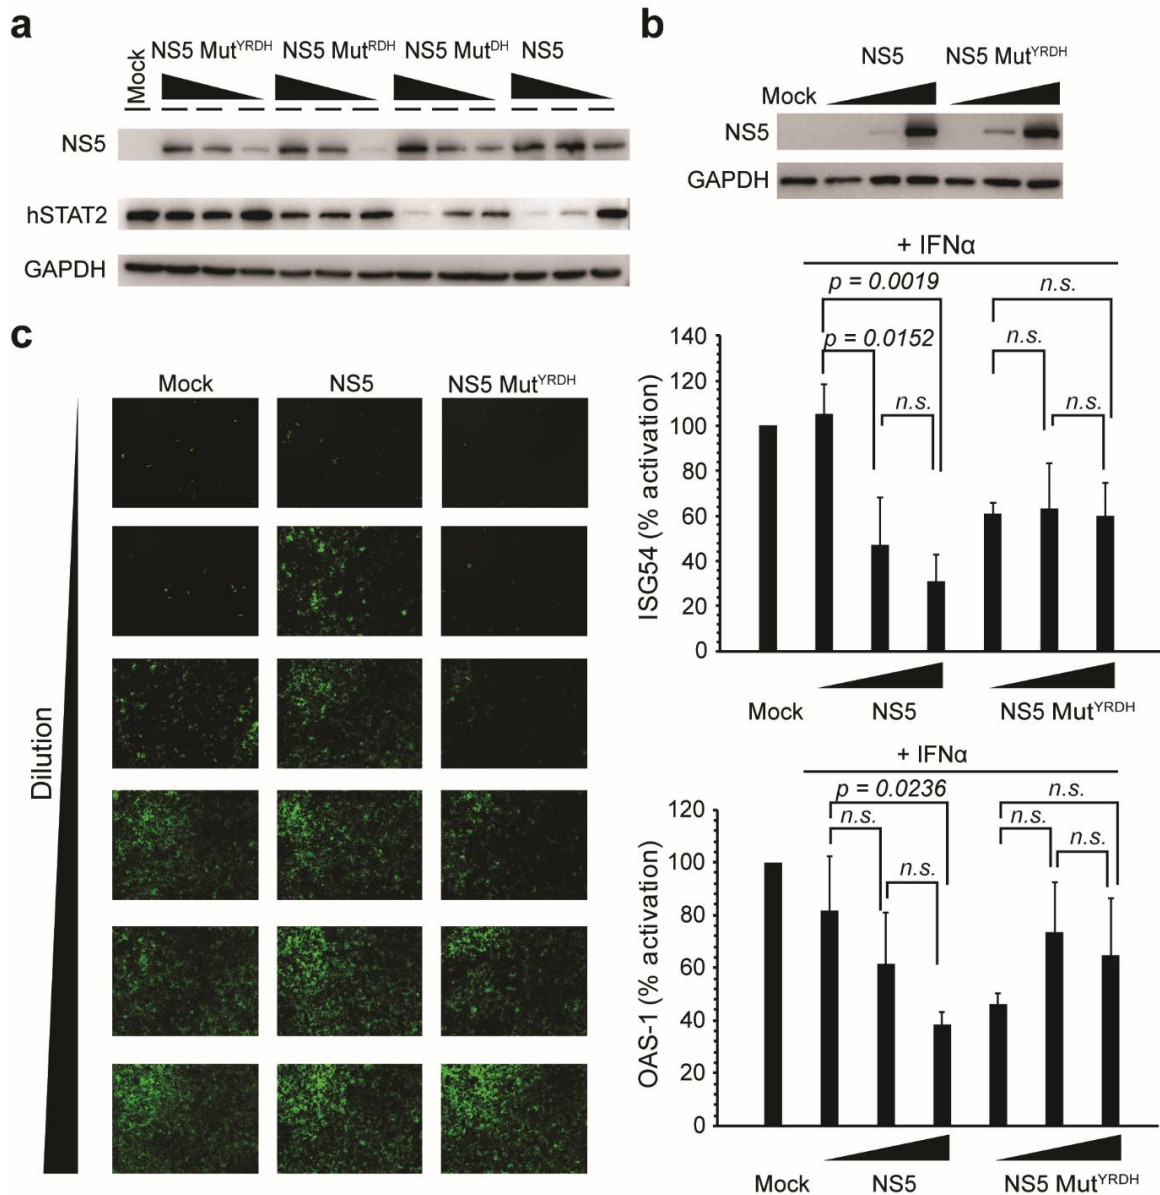 a
Mock
NS5 Mut^YRDH NS5 Mut^RDH NS5 Mut^DH NS5
NS5
hSTAT2
GAPDH
b
NS5 NS5 Mut^YRDH
Mock
NS5
GAPDH
+ IFNα
p = 0.0019
n.s.
p = 0.0152
n.s.
n.s.
n.s.
ISG54 (% activation)
140
120
100
80
60
40
20
0
Mock NS5 NS5 Mut^YRDH
+ IFNα
p = 0.0236
n.s.
n.s.
n.s.
n.s.
n.s.
OAS-1 (% activation)
120
100
80
60
40
20
0
Mock NS5 NS5 Mut^YRDH
c
Mock NS5 NS5 Mut^YRDH
Dilution